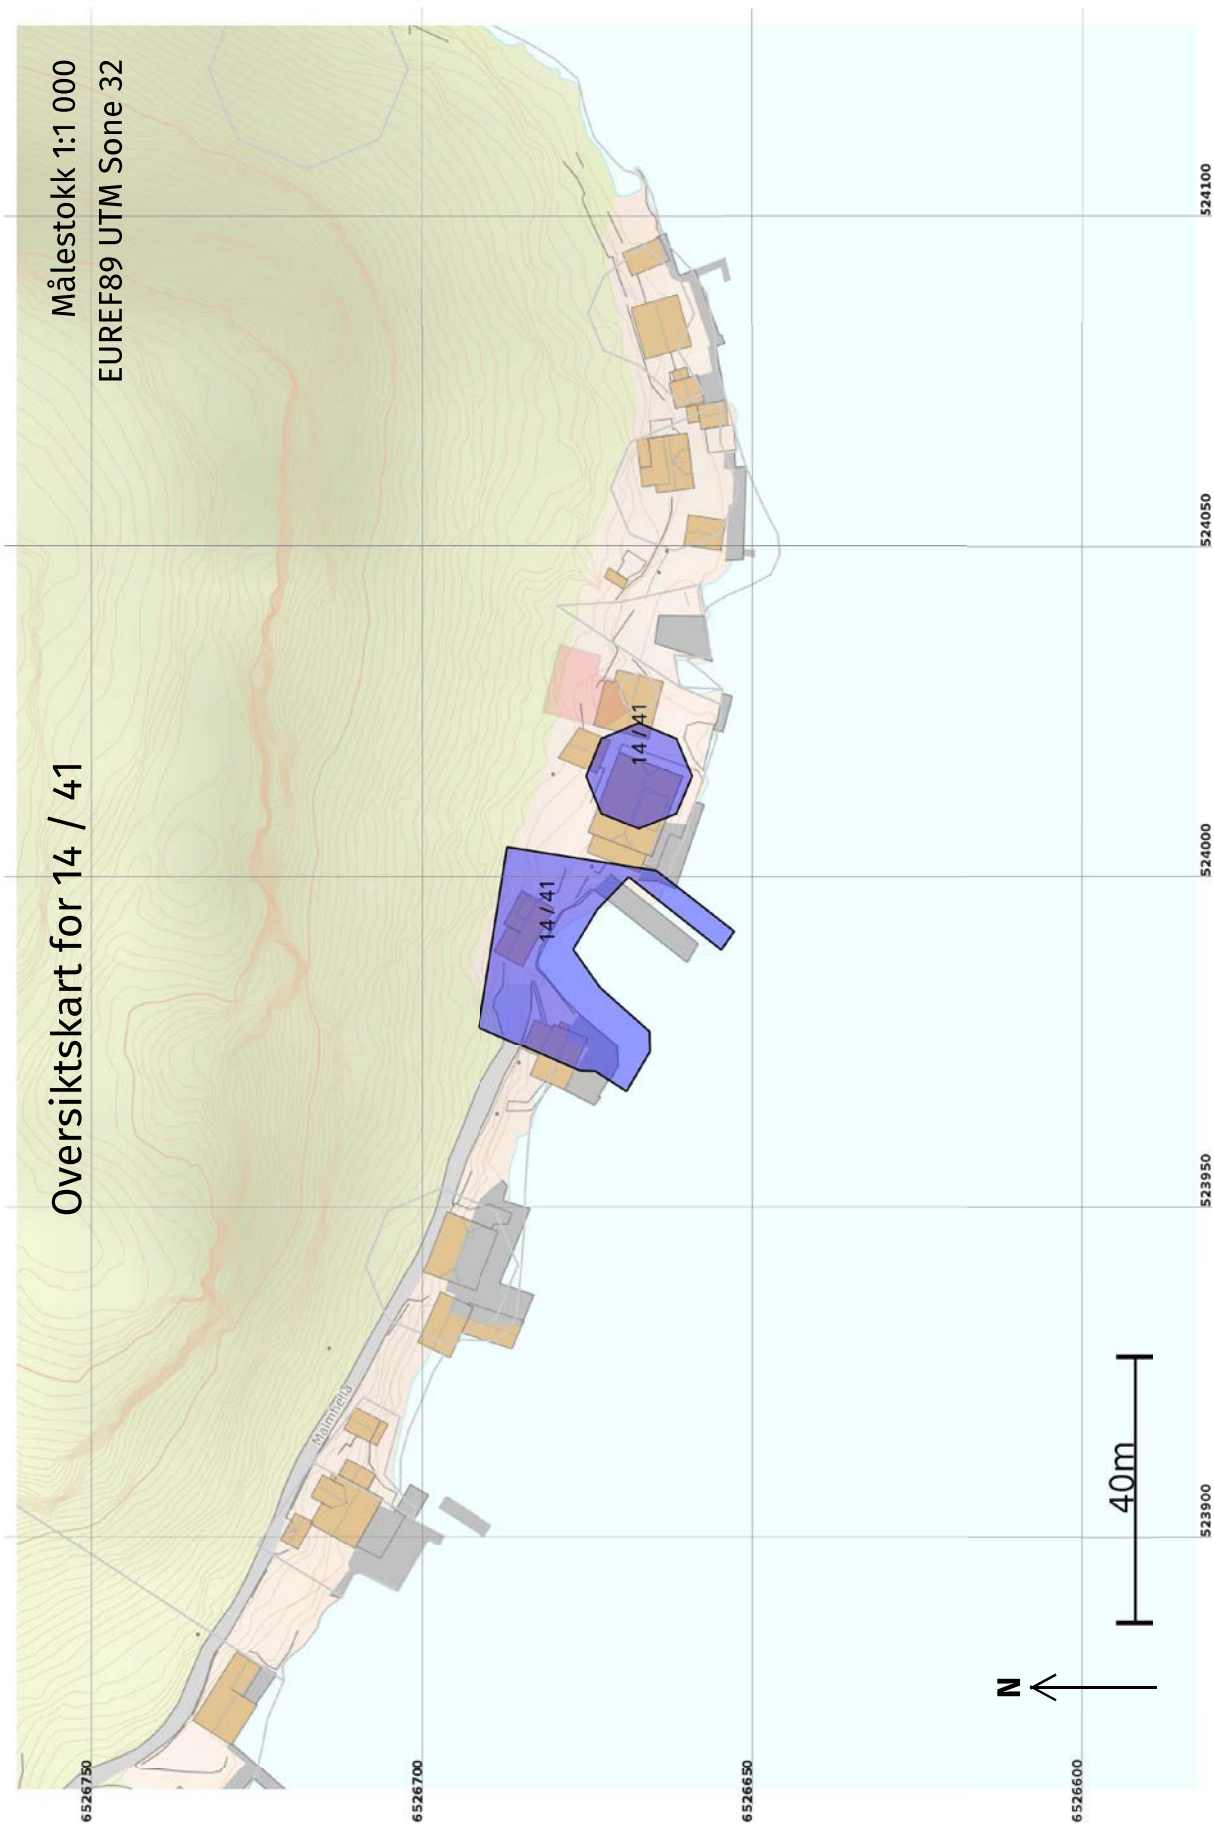 Oversiktskart for 14 / 41
Målestokk 1:1 000
EUREF89 UTM Sone 32
14 / 41
14 / 41
Malmhella
N
40m
6526750
6526700
6526650
6526600
523900
523950
524000
524050
524100